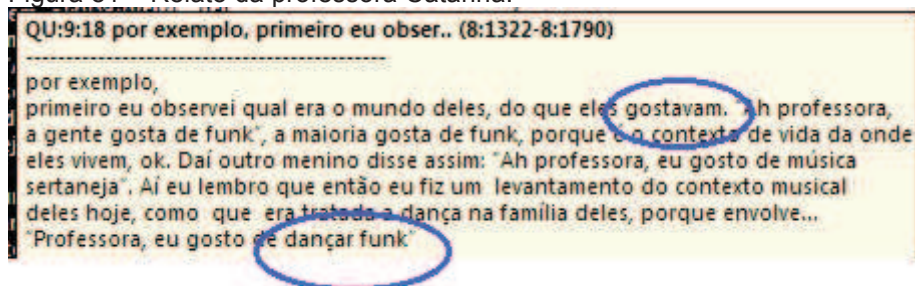 Figura 31 – Relato da professora Catarina.
QU:9:18 por exemplo, primeiro eu obser.. (8:1322-8:1790)
--------------------------------------------
por exemplo,
primeiro eu observei qual era o mundo deles, do que eles gostavam. "Ah professora,
a gente gosta de funk", a maioria gosta de funk, porque é o contexto de vida da onde
eles vivem, ok. Daí outro menino disse assim: "Ah professora, eu gosto de música
sertaneja". Aí eu lembro que então eu fiz um levantamento do contexto musical
deles hoje, como que era tratada a dança na família deles, porque envolve...
"Professora, eu gosto de dançar funk"